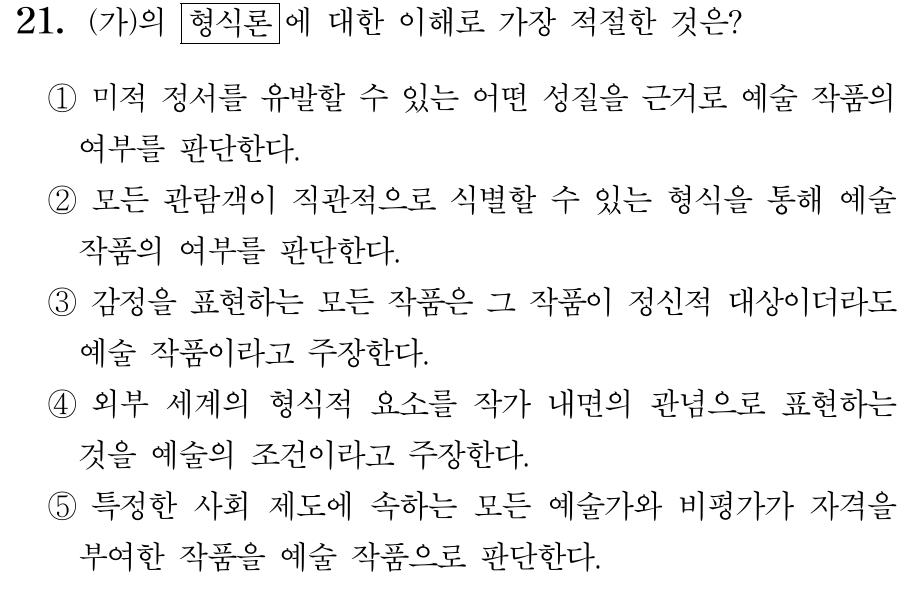 21. (가)의 형식론에 대한 이해로 가장 적절한 것은?
① 미적 정서를 유발할 수 있는 어떤 성질을 근거로 예술 작품의
여부를 판단한다.
② 모든 관람객이 직관적으로 식별할 수 있는 형식을 통해 예술
작품의 여부를 판단한다.
③ 감정을 표현하는 모든 작품은 그 작품이 정신적 대상이더라도
예술 작품이라고 주장한다.
④ 외부 세계의 형식적 요소를 작가 내면의 관념으로 표현하는
것을 예술의 조건이라고 주장한다.
⑤ 특정한 사회 제도에 속하는 모든 예술가와 비평가가 자격을
부여한 작품을 예술 작품으로 판단한다.